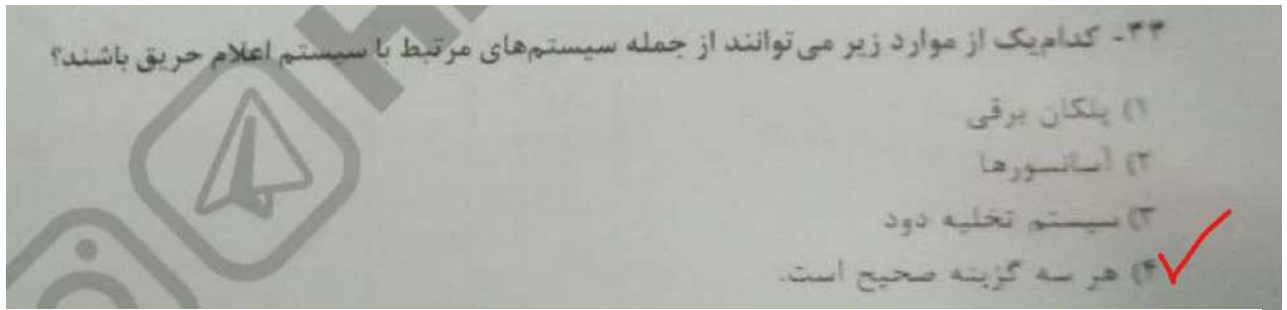 ۳۳- کدام‌یک از موارد زیر می‌توانند از جمله سیستم‌های مرتبط با سیستم اعلام حریق باشند؟
۱) پلکان برقی
۲) آسانسورها
۳) سیستم تخلیه دود
۴) هر سه گزینه صحیح است.